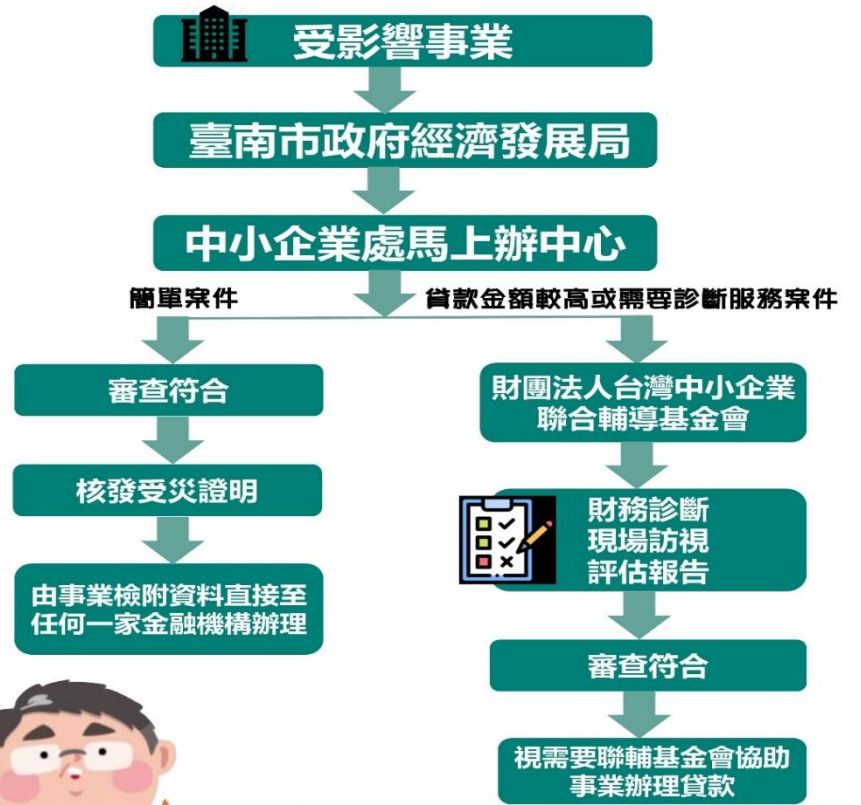 受影響事業
臺南市政府經濟發展局
中小企業處馬上辦中心
簡單案件
貸款金額較高或需要診斷服務案件
審查符合
核發受災證明
由事業檢附資料直接至
任何一家金融機構辦理
財團法人台灣中小企業
聯合輔導基金會
財務診斷
現場訪視
評估報告
審查符合
視需要聯輔基金會協助
事業辦理貸款